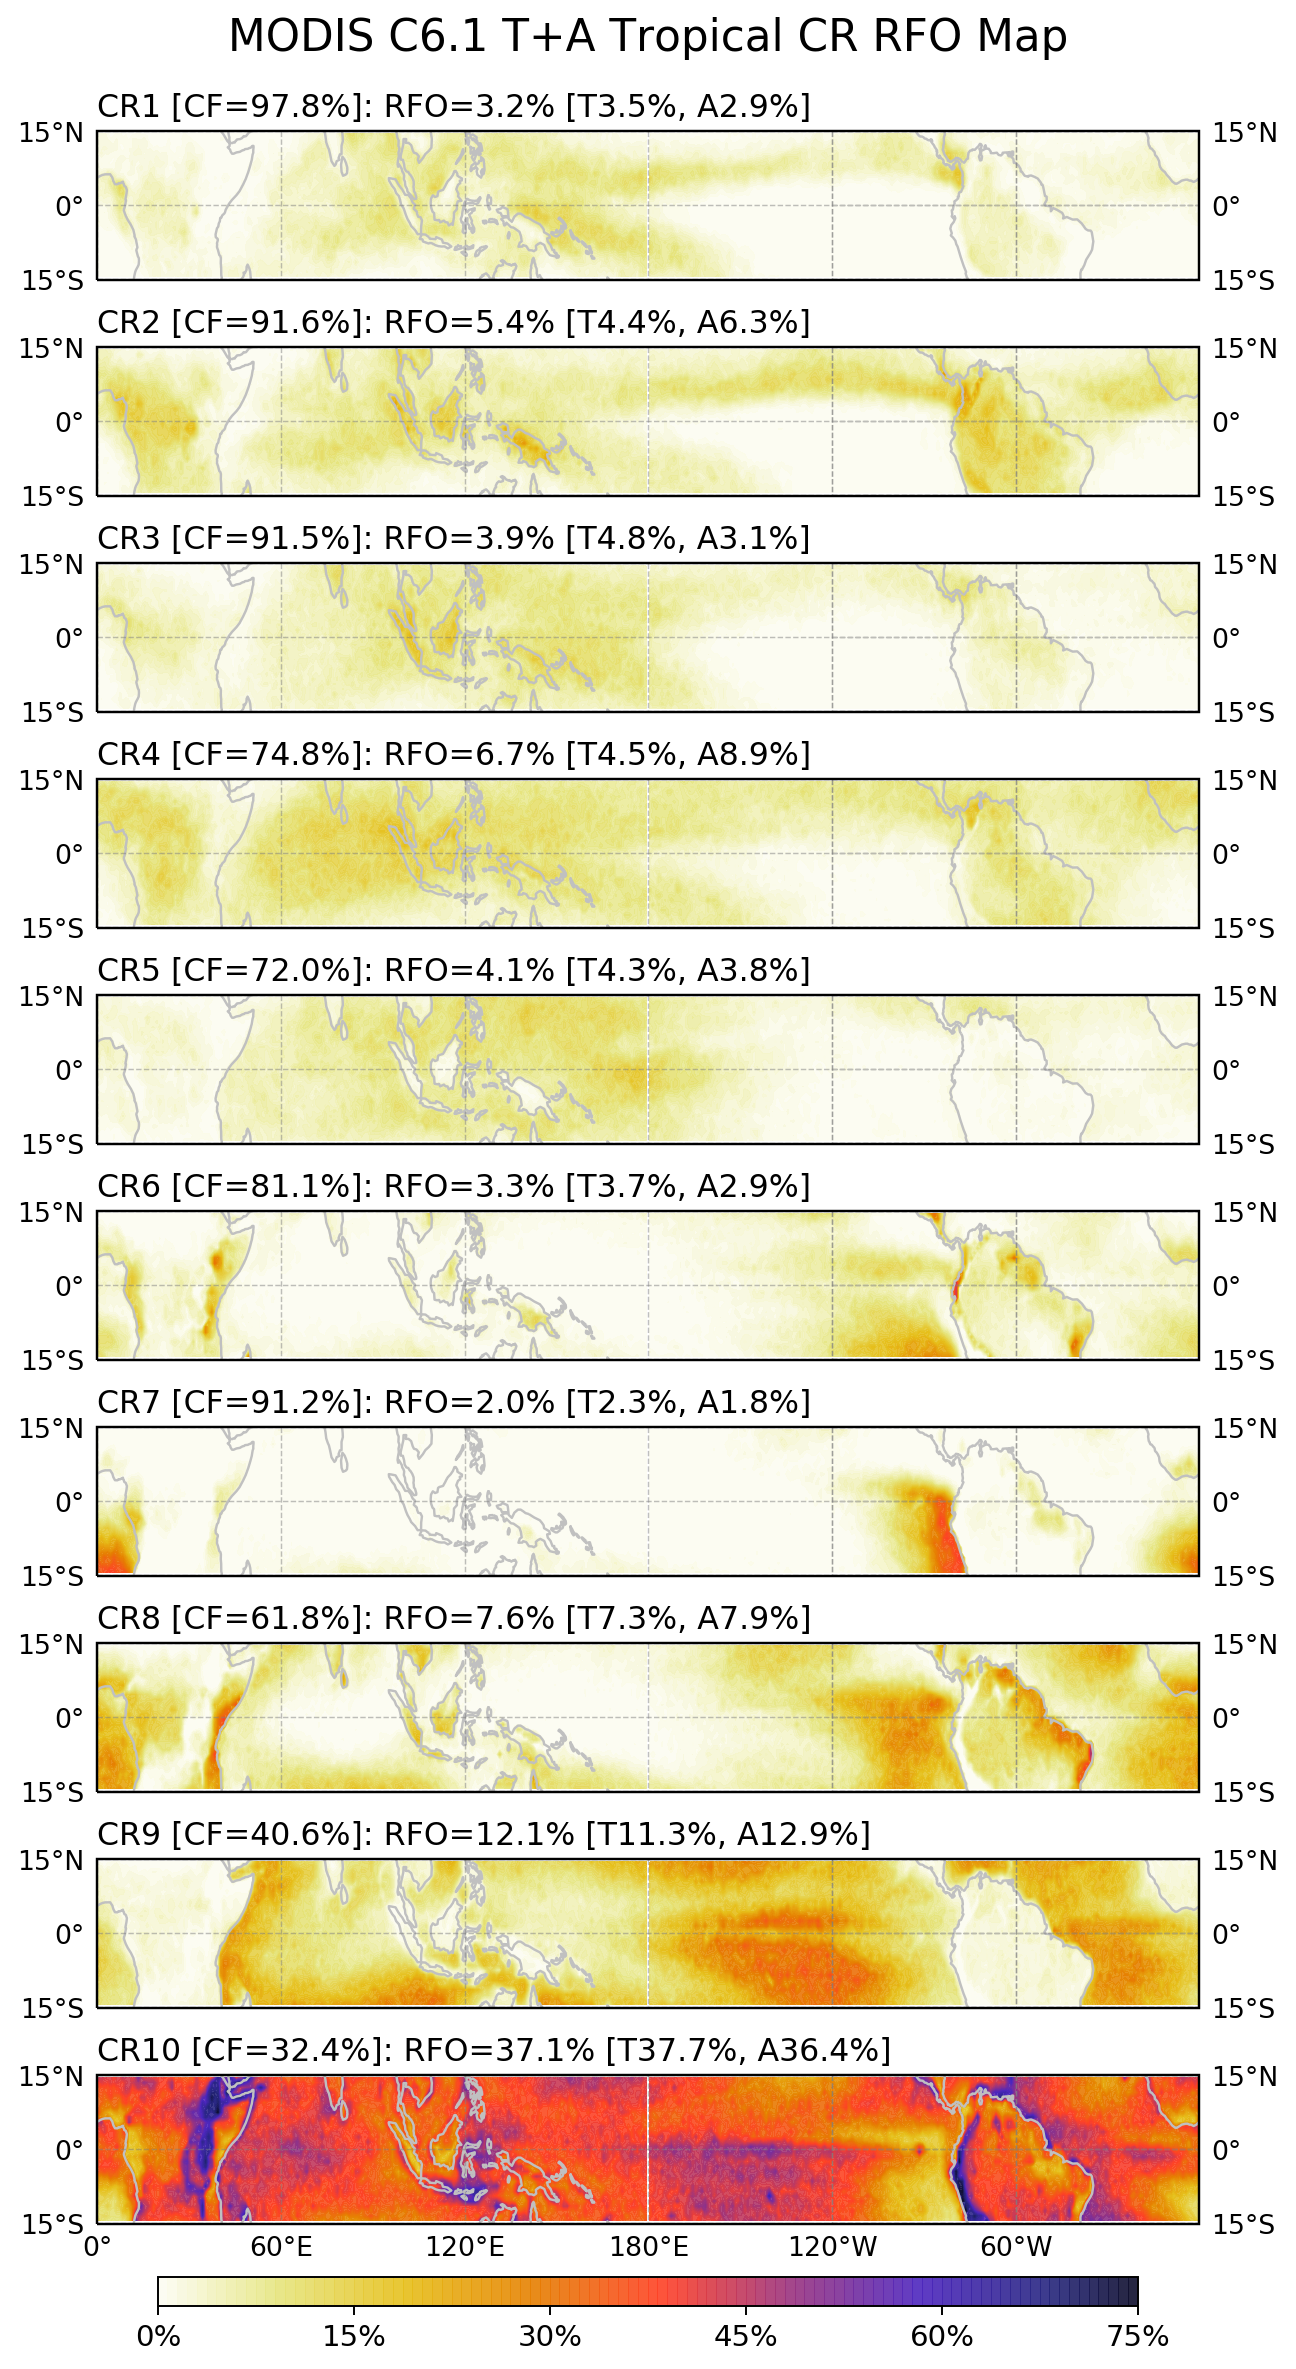 MODIS C6.1 T+A Tropical CR RFO Map
CR1 [CF=97.8%]: RFO=3.2% [T3.5%, A2.9%]
15°N 15°N
0° 0°
15°S 15°S
CR2 [CF=91.6%]: RFO=5.4% [T4.4%, A6.3%]
15°N 15°N
0° 0°
15°S 15°S
CR3 [CF=91.5%]: RFO=3.9% [T4.8%, A3.1%]
15°N 15°N
0° 0°
15°S 15°S
CR4 [CF=74.8%]: RFO=6.7% [T4.5%, A8.9%]
15°N 15°N
0° 0°
15°S 15°S
CR5 [CF=72.0%]: RFO=4.1% [T4.3%, A3.8%]
15°N 15°N
0° 0°
15°S 15°S
CR6 [CF=81.1%]: RFO=3.3% [T3.7%, A2.9%]
15°N 15°N
0° 0°
15°S 15°S
CR7 [CF=91.2%]: RFO=2.0% [T2.3%, A1.8%]
15°N 15°N
0° 0°
15°S 15°S
CR8 [CF=61.8%]: RFO=7.6% [T7.3%, A7.9%]
15°N 15°N
0° 0°
15°S 15°S
CR9 [CF=40.6%]: RFO=12.1% [T11.3%, A12.9%]
15°N 15°N
0° 0°
15°S 15°S
CR10 [CF=32.4%]: RFO=37.1% [T37.7%, A36.4%]
15°N 15°N
0° 0°
15°S 15°S
0° 60°E 120°E 180°E 120°W 60°W
0% 15% 30% 45% 60% 75%